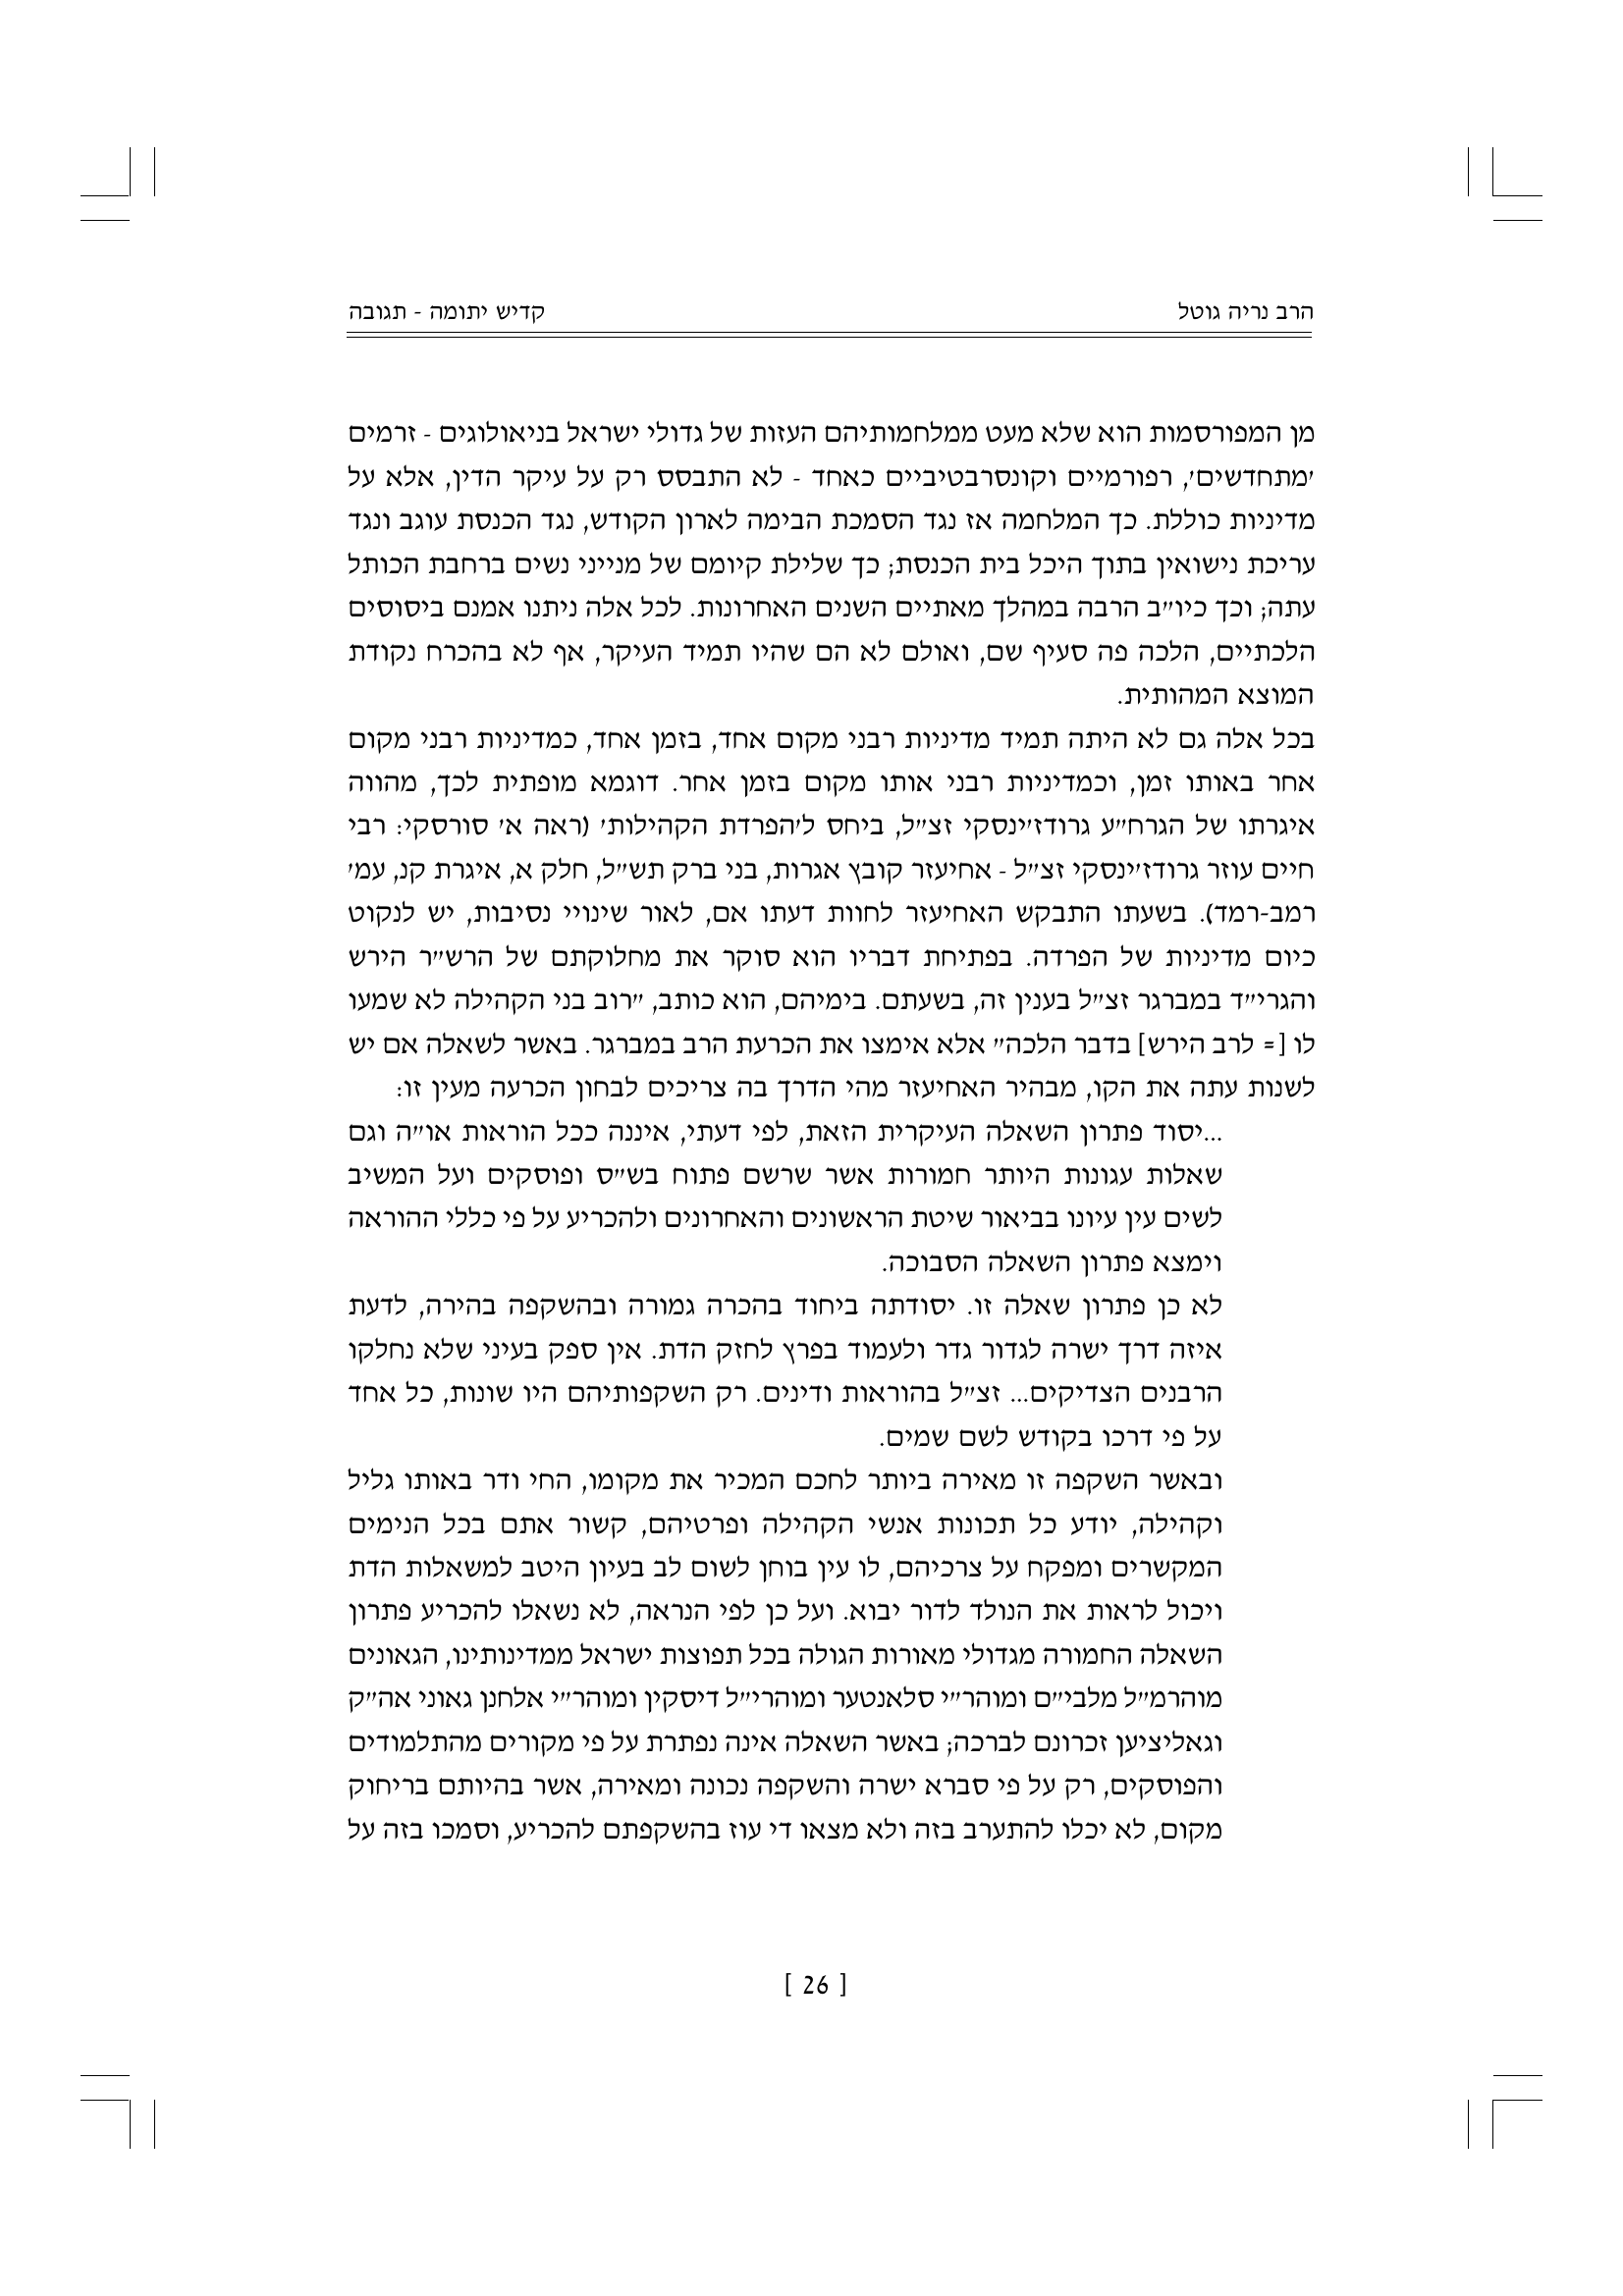 הרב נריה גוטל
קדיש יתומה - תגובה
מן המפורסמות הוא שלא מעט ממלחמותיהם העזות של גדולי ישראל בניאולוגים - זרמים
'מתחדשים', רפורמיים וקונסרבטיביים כאחד - לא התבסס רק על עיקר הדין, אלא על
מדיניות כוללת. כך המלחמה אז נגד הסמכת הבימה לארון הקודש, נגד הכנסת עוגב ונגד
עריכת נישואין בתוך היכל בית הכנסת; כך שלילת קיומם של מנייני נשים ברחבת הכותל
עתה; וכך כיו"ב הרבה במהלך מאתיים השנים האחרונות. לכל אלה ניתנו אמנם ביסוסים
הלכתיים, הלכה פה סעיף שם, ואולם לא הם שהיו תמיד העיקר, אף לא בהכרח נקודת
המוצא המהותית.
בכל אלה גם לא היתה תמיד מדיניות רבני מקום אחד, בזמן אחד, כמדיניות רבני מקום
אחר באותו זמן, וכמדיניות רבני אותו מקום בזמן אחר. דוגמא מופתית לכך, מהווה
איגרתו של הגרח"ע גרודז'ינסקי זצ"ל, ביחס ל'הפרדת הקהילות' (ראה א' סורסקי: רבי
חיים עוזר גרודז'ינסקי זצ"ל - אחיעזר קובץ אגרות, בני ברק תש"ל, חלק א, איגרת קנ, עמ'
רמב-רמד). בשעתו התבקש האחיעזר לחוות דעתו אם, לאור שינויי נסיבות, יש לנקוט
כיום מדיניות של הפרדה. בפתיחת דבריו הוא סוקר את מחלוקתם של הרש"ר הירש
והגרי"ד במברגר זצ"ל בענין זה, בשעתם. בימיהם, הוא כותב, "רוב בני הקהילה לא שמעו
לו [= לרב הירש] בדבר הלכה" אלא אימצו את הכרעת הרב במברגר. באשר לשאלה אם יש
לשנות עתה את הקו, מבהיר האחיעזר מהי הדרך בה צריכים לבחון הכרעה מעין זו:
...יסוד פתרון השאלה העיקרית הזאת, לפי דעתי, איננה ככל הוראות או"ה וגם
שאלות עגונות היותר חמורות אשר שרשם פתוח בש"ס ופוסקים ועל המשיב
לשים עין עיונו בביאור שיטת הראשונים והאחרונים ולהכריע על פי כללי ההוראה
וימצא פתרון השאלה הסבוכה.
לא כן פתרון שאלה זו. יסודתה ביחוד בהכרה גמורה ובהשקפה בהירה, לדעת
איזה דרך ישרה לגדור גדר ולעמוד בפרץ לחזק הדת. אין ספק בעיני שלא נחלקו
הרבנים הצדיקים... זצ"ל בהוראות ודינים. רק השקפותיהם היו שונות, כל אחד
על פי דרכו בקודש לשם שמים.
ובאשר השקפה זו מאירה ביותר לחכם המכיר את מקומו, החי ודר באותו גליל
וקהילה, יודע כל תכונות אנשי הקהילה ופרטיהם, קשור אתם בכל הנימים
המקשרים ומפקח על צרכיהם, לו עין בוחן לשום לב בעיון היטב למשאלות הדת
ויכול לראות את הנולד לדור יבוא. ועל כן לפי הנראה, לא נשאלו להכריע פתרון
השאלה החמורה מגדולי מאורות הגולה בכל תפוצות ישראל ממדינותינו, הגאונים
מוהרמ"ל מלבי"ם ומוהר"י סלאנטער ומוהרי"ל דיסקין ומוהר"י אלחנן גאוני אה"ק
וגאליציען זכרונם לברכה; באשר השאלה אינה נפתרת על פי מקורים מהתלמודים
והפוסקים, רק על פי סברא ישרה והשקפה נכונה ומאירה, אשר בהיותם בריחוק
מקום, לא יכלו להתערב בזה ולא מצאו די עוז בהשקפתם להכריע, וסמכו בזה על
[ 26 ]